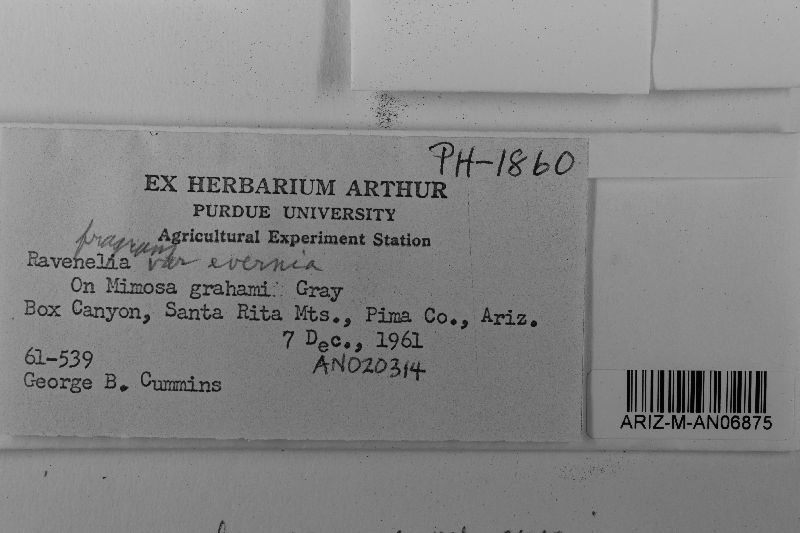 PH-1860
EX HERBARIUM ARTHUR
PURDUE UNIVERSITY
Agricultural Experiment Station
fragrans
Ravenelia var evernia
On Mimosa grahami Gray
Box Canyon, Santa Rita Mts., Pima Co., Ariz.
7 Dec., 1961
61-539
AN020314
George B. Cummins
ARIZ-M-AN06875